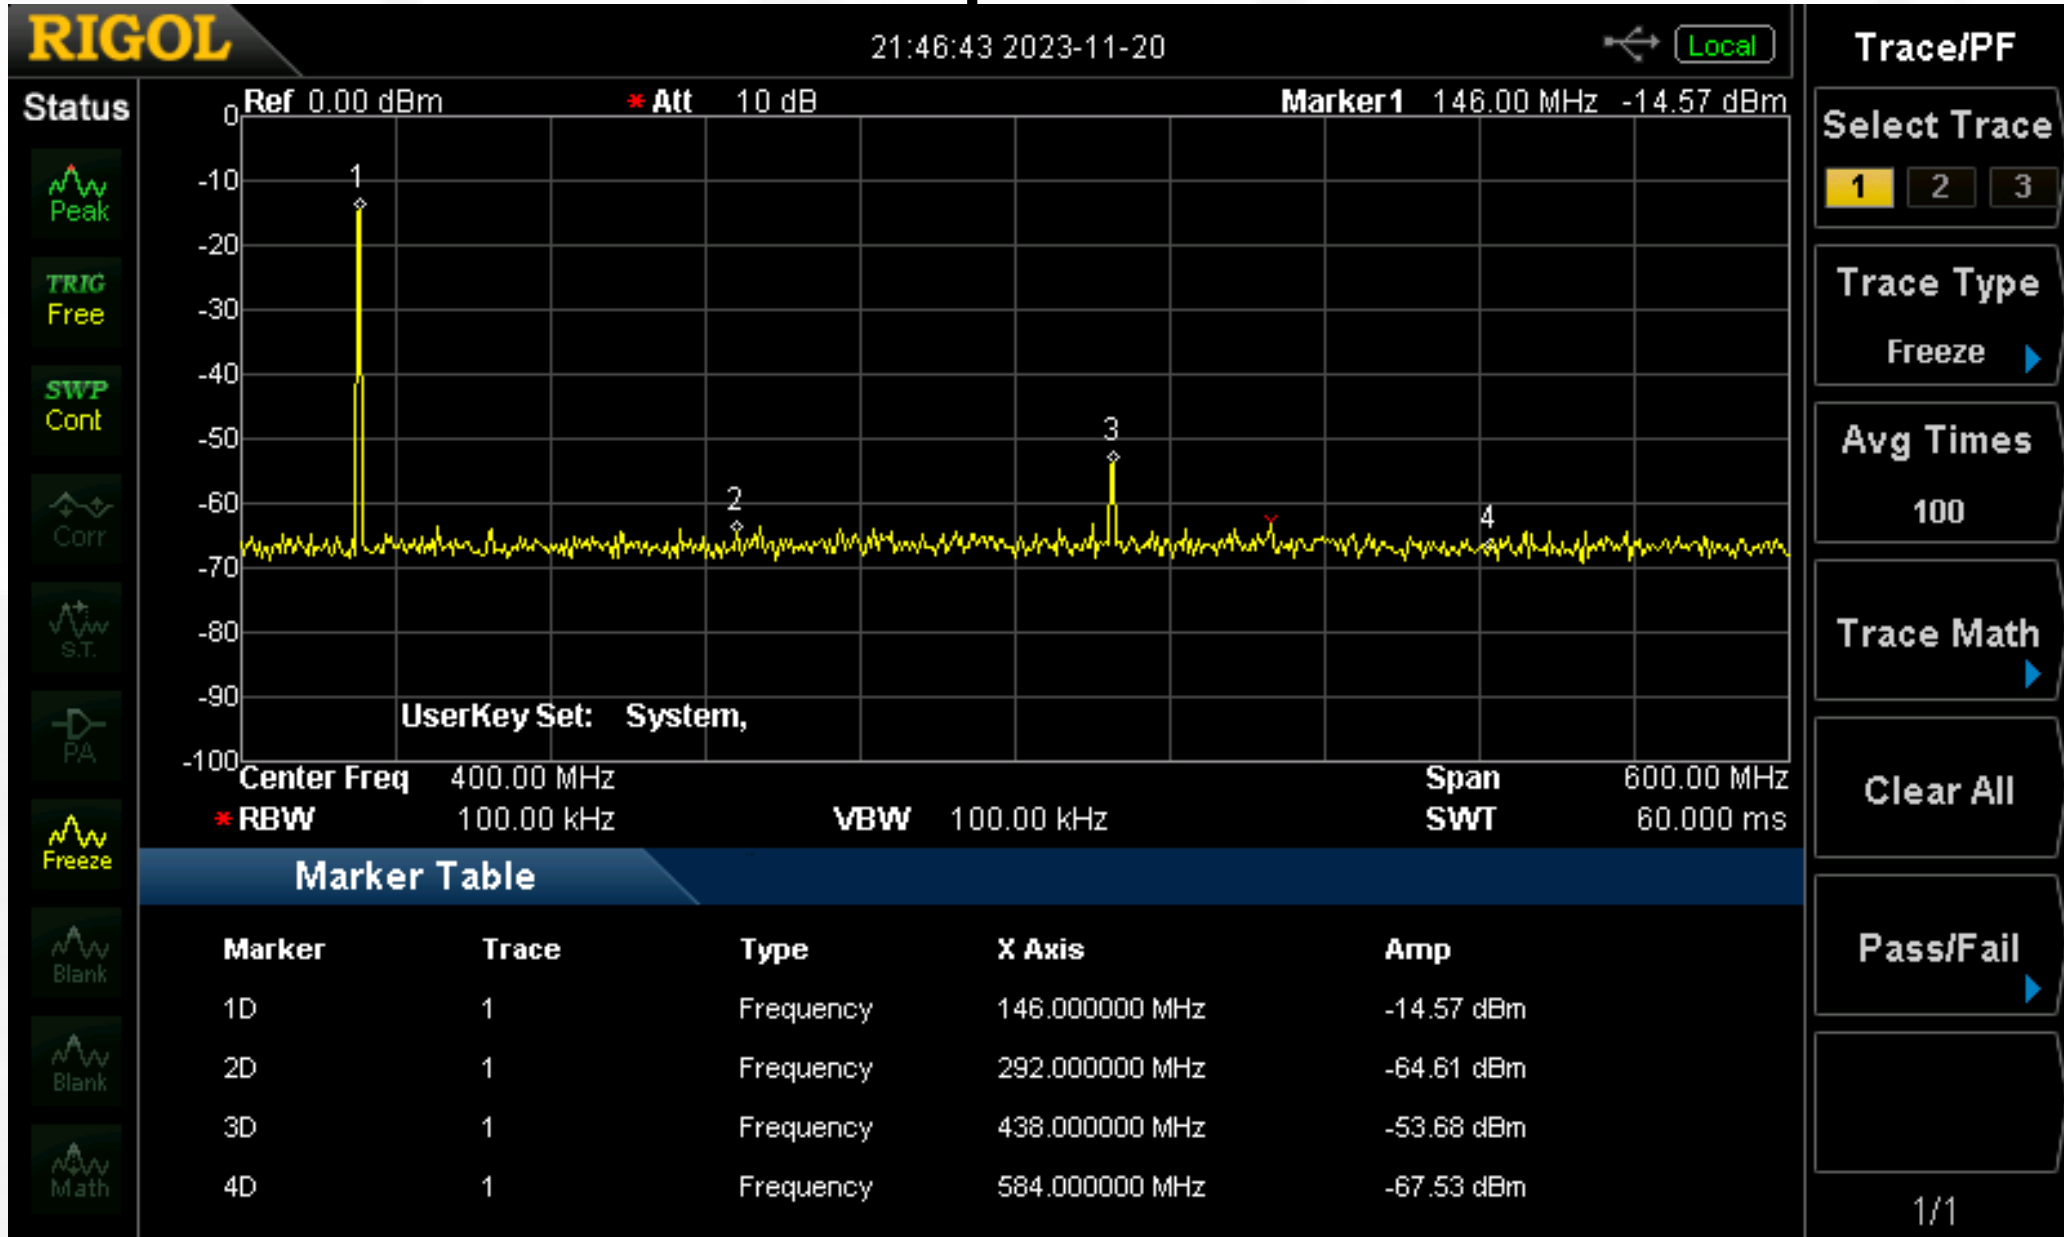 RIGOL
21:46:43 2023-11-20
Local
Trace/PF
Status
Ref 0.00 dBm * Att 10 dB Marker1 146.00 MHz -14.57 dBm
Peak
TRIG
Free
SWP
Cont
Corr
S.T.
PA
Freeze
Blank
Blank
Math
0
-10
-20
-30
-40
-50
-60
-70
-80
-90
-100
1
2
3
4
UserKey Set: System,
Center Freq 400.00 MHz Span 600.00 MHz
* RBW 100.00 kHz VBW 100.00 kHz SWT 60.000 ms
Marker Table
Marker Trace Type X Axis Amp
1D 1 Frequency 146.000000 MHz -14.57 dBm
2D 1 Frequency 292.000000 MHz -64.61 dBm
3D 1 Frequency 438.000000 MHz -53.68 dBm
4D 1 Frequency 584.000000 MHz -67.53 dBm
Select Trace
1 2 3
Trace Type
Freeze
Avg Times
100
Trace Math
Clear All
Pass/Fail
1/1